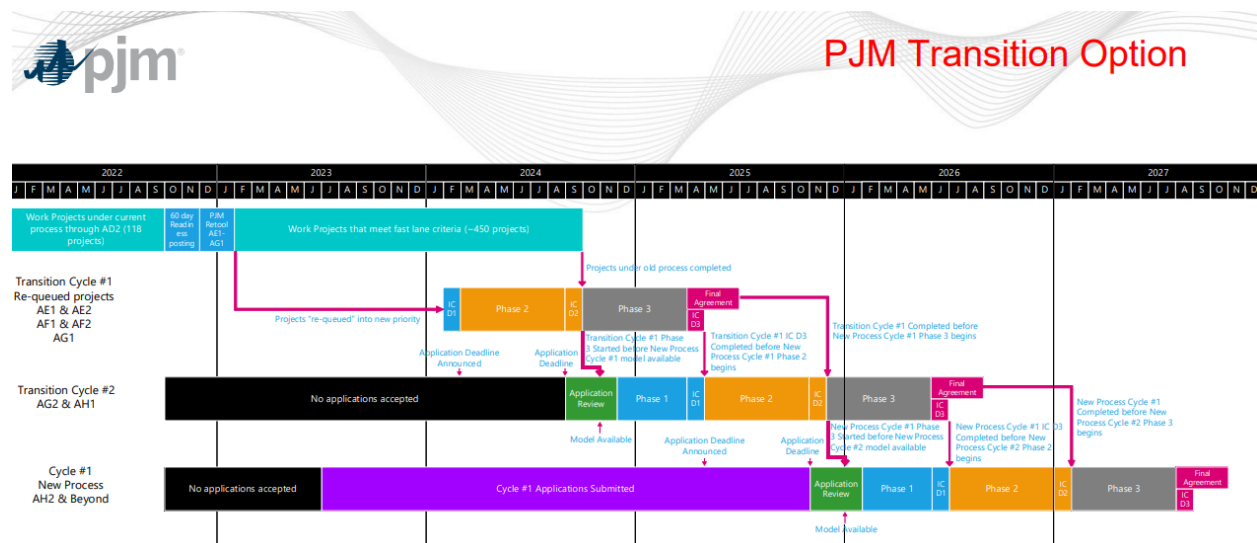 pjm
PJM Transition Option
2022 2023 2024 2025 2026 2027
J F M A M J J A S O N D J F M A M J J A S O N D J F M A M J J A S O N D J F M A M J J A S O N D J F M A M J J A S O N D J F M A M J J A S O N D
Work Projects under current
process through AD2 (118
projects)
60 day
Readin
ess
posting
PJM
Retool
AE1-
AG1
Work Projects that meet fast lane criteria (~450 projects)
Projects under old process completed
Transition Cycle #1
Re-queued projects
AE1 & AE2
AF1 & AF2
AG1
Projects "re-queued" into new priority
IC
D1
Phase 2
IC
D2
Phase 3
Final
Agreement
IC
D3
Transition Cycle #1 Phase
3 Started before New Process
Cycle #1 model available
Transition Cycle #1 IC D3
Completed before New
Process Cycle #1 Phase 2
begins
Transition Cycle #1 Completed before
New Process Cycle #1 Phase 3 begins
Application Deadline
Announced
Application
Deadline
Transition Cycle #2
AG2 & AH1
No applications accepted
Application
Review
Phase 1
IC
D1
Phase 2
IC
D2
Phase 3
Final
Agreement
IC
D3
Model Available
Application Deadline
Announced
Application
Deadline
New Process Cycle #1 Phase
3 Started before New Process
Cycle #2 model available
New Process Cycle #1 IC D3
Completed before New
Process Cycle #2 Phase 2
begins
New Process Cycle #1
Completed before New
Process Cycle #2 Phase 3
begins
Cycle #1
New Process
AH2 & Beyond
No applications accepted
Cycle #1 Applications Submitted
Application
Review
Phase 1
IC
D1
Phase 2
IC
D2
Phase 3
Final
Agreement
IC
D3
Model Available